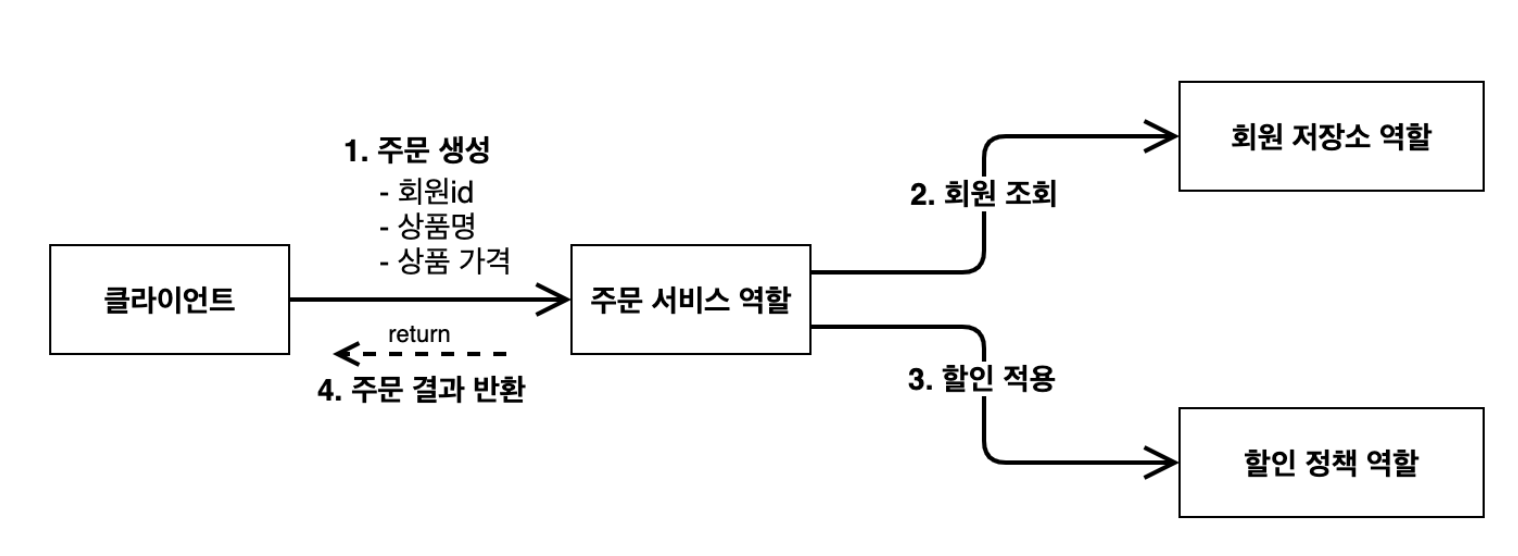 클라이언트
1. 주문 생성
- 회원id
- 상품명
- 상품 가격
return
4. 주문 결과 반환
주문 서비스 역할
2. 회원 조회
회원 저장소 역할
3. 할인 적용
할인 정책 역할